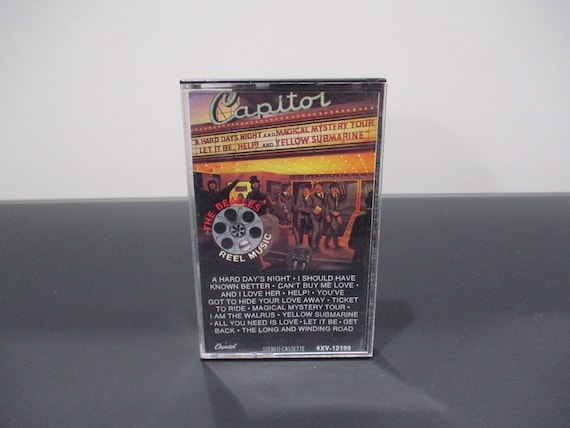 Capitol
A HARD DAYS NIGHT AND MAGICAL MYSTERY TOUR
LET IT BE, HELP! AND YELLOW SUBMARINE
THE BEATLES
REEL MUSIC
A HARD DAY'S NIGHT • I SHOULD HAVE
KNOWN BETTER • CAN'T BUY ME LOVE •
AND I LOVE HER • HELP! • YOU'VE
GOT TO HIDE YOUR LOVE AWAY • TICKET
TO RIDE • MAGICAL MYSTERY TOUR •
I AM THE WALRUS • YELLOW SUBMARINE
• ALL YOU NEED IS LOVE • LET IT BE • GET
BACK • THE LONG AND WINDING ROAD
Capitol STEREO CASSETTE 4XV-12199